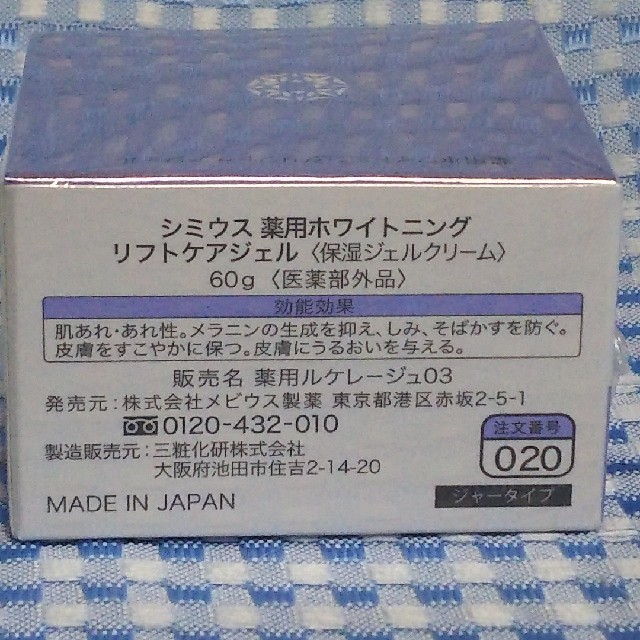 シミウス 薬用ホワイトニング
リフトケアジェル〈保湿ジェルクリーム〉
60g〈医薬部外品〉
効能効果
肌あれ・あれ性。メラニンの生成を抑え、しみ、そばかすを防ぐ。
皮膚をすこやかに保つ。皮膚にうるおいを与える。
販売名 薬用ルケレージュ03
発売元：株式会社メビウス製薬 東京都港区赤坂2-5-1
0120-432-010
製造販売元：三粧化研株式会社
大阪府池田市住吉2-14-20
注文番号
020
MADE IN JAPAN
ジャータイプ